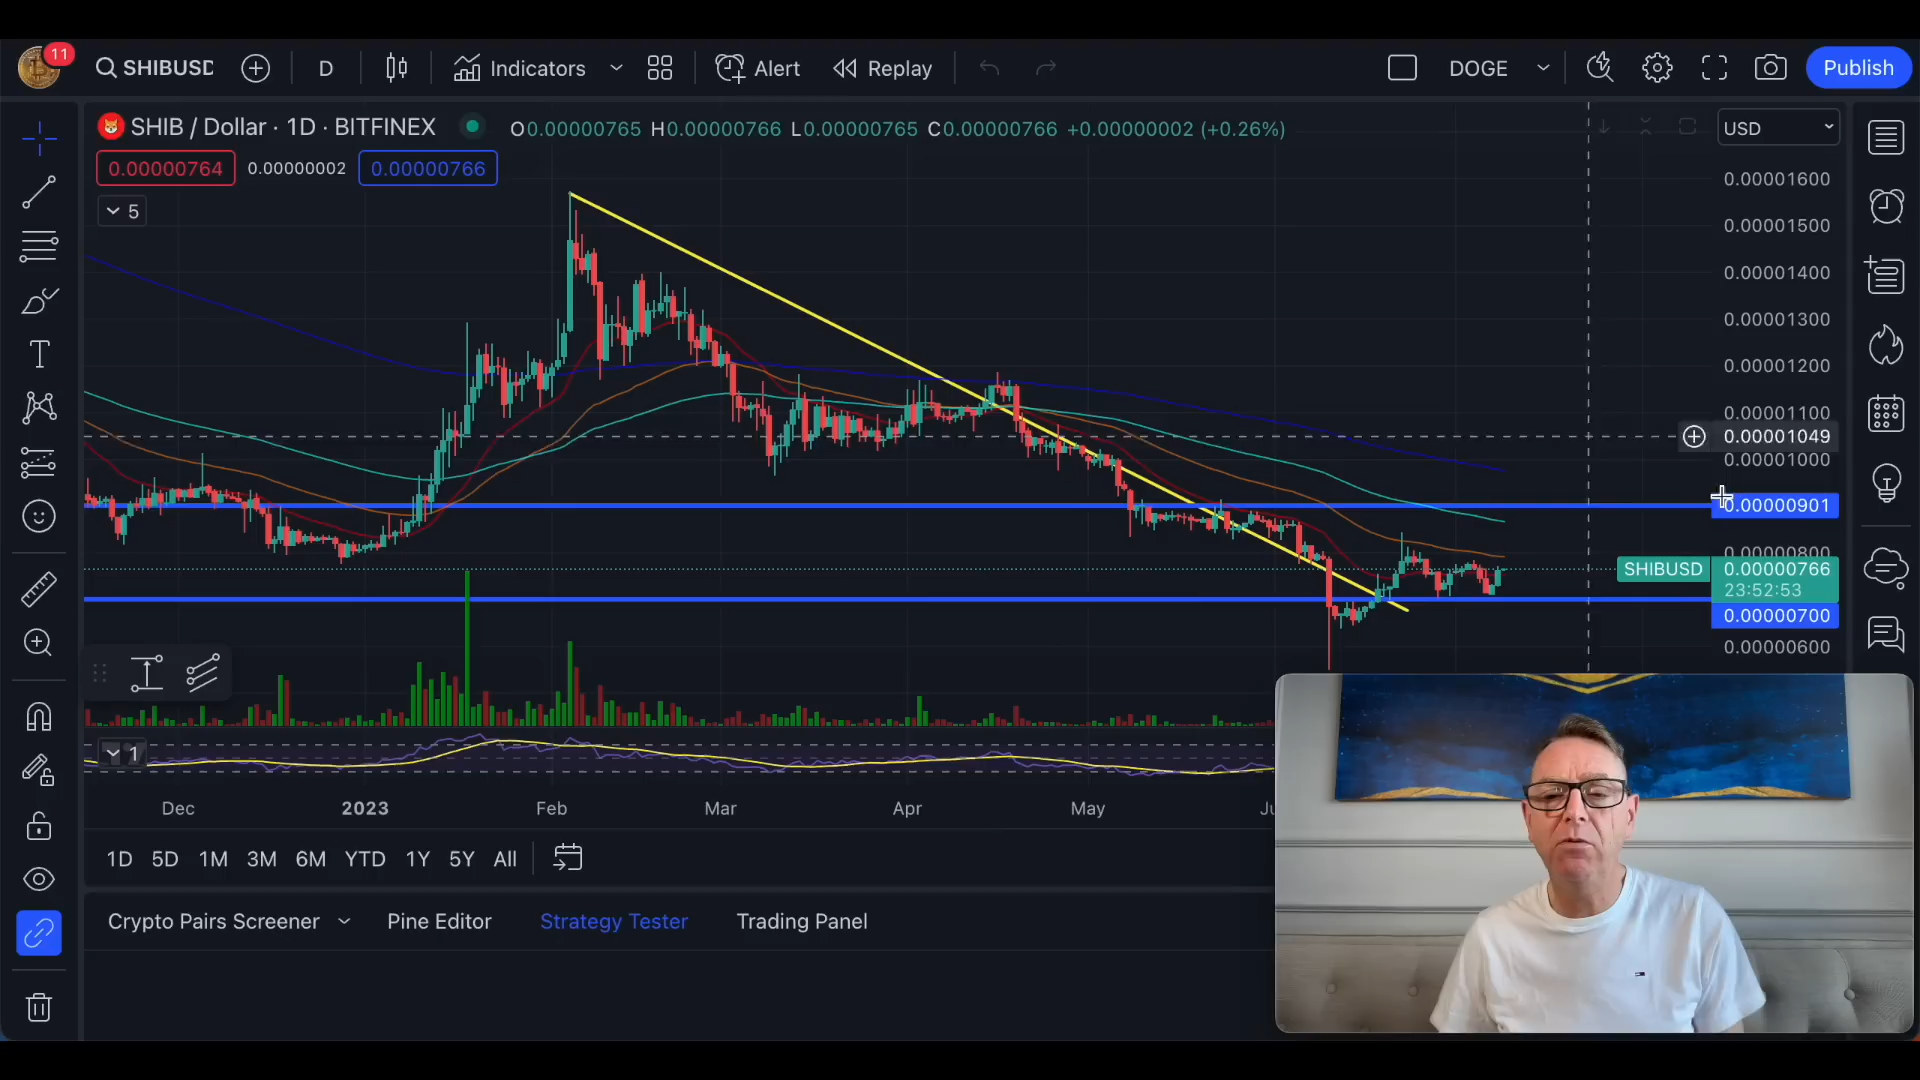 11
SHIBUSD
D
Indicators
Alert
Replay
DOGE
Publish
SHIB / Dollar · 1D · BITFINEX
O0.00000765 H0.00000766 L0.00000765 C0.00000766 +0.00000002 (+0.26%)
USD
0.00000764
0.00000002
0.00000766
5
0.00001600
0.00001500
0.00001400
0.00001300
0.00001200
0.00001100
0.00001049
0.00001000
0.00000901
0.00000800
SHIBUSD
0.00000766
23:52:53
0.00000700
0.00000600
1
Dec 2023 Feb Mar Apr May
1D 5D 1M 3M 6M YTD 1Y 5Y All
Crypto Pairs Screener
Pine Editor
Strategy Tester
Trading Panel